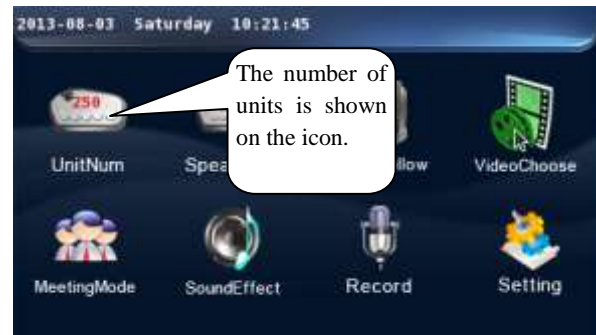 2013-08-03 Saturday 10:21:45
The number of
units is shown
on the icon.
250
UnitNum
VideoChoose
MeetingMode
SoundEffect
Record
Setting